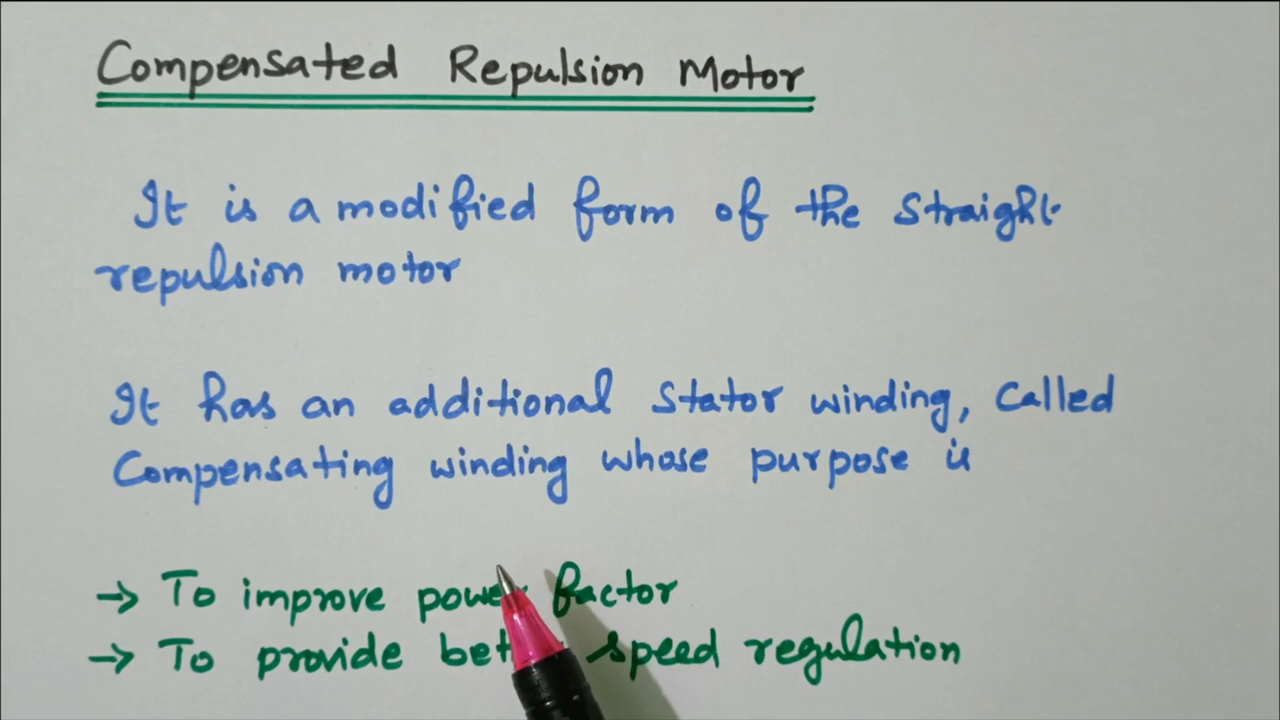 Compensated Repulsion Motor
It is a modified form of the straight
repulsion motor
It has an additional stator winding, called
Compensating winding whose purpose is
→ To improve power factor
→ To provide speed regulation